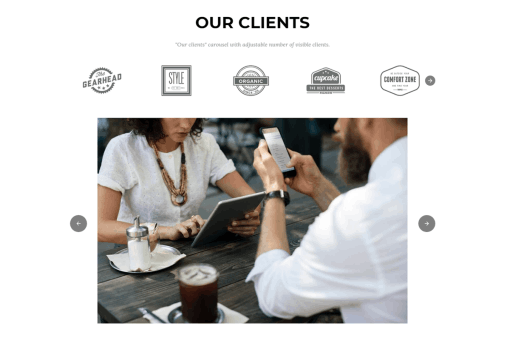 OUR CLIENTS
"Our clients" carousel with adjustable number of visible clients.
The
GEARHEAD
STYLE
ORGANIC
cupcake
THE BEST DESSERTS
COMFORT ZONE